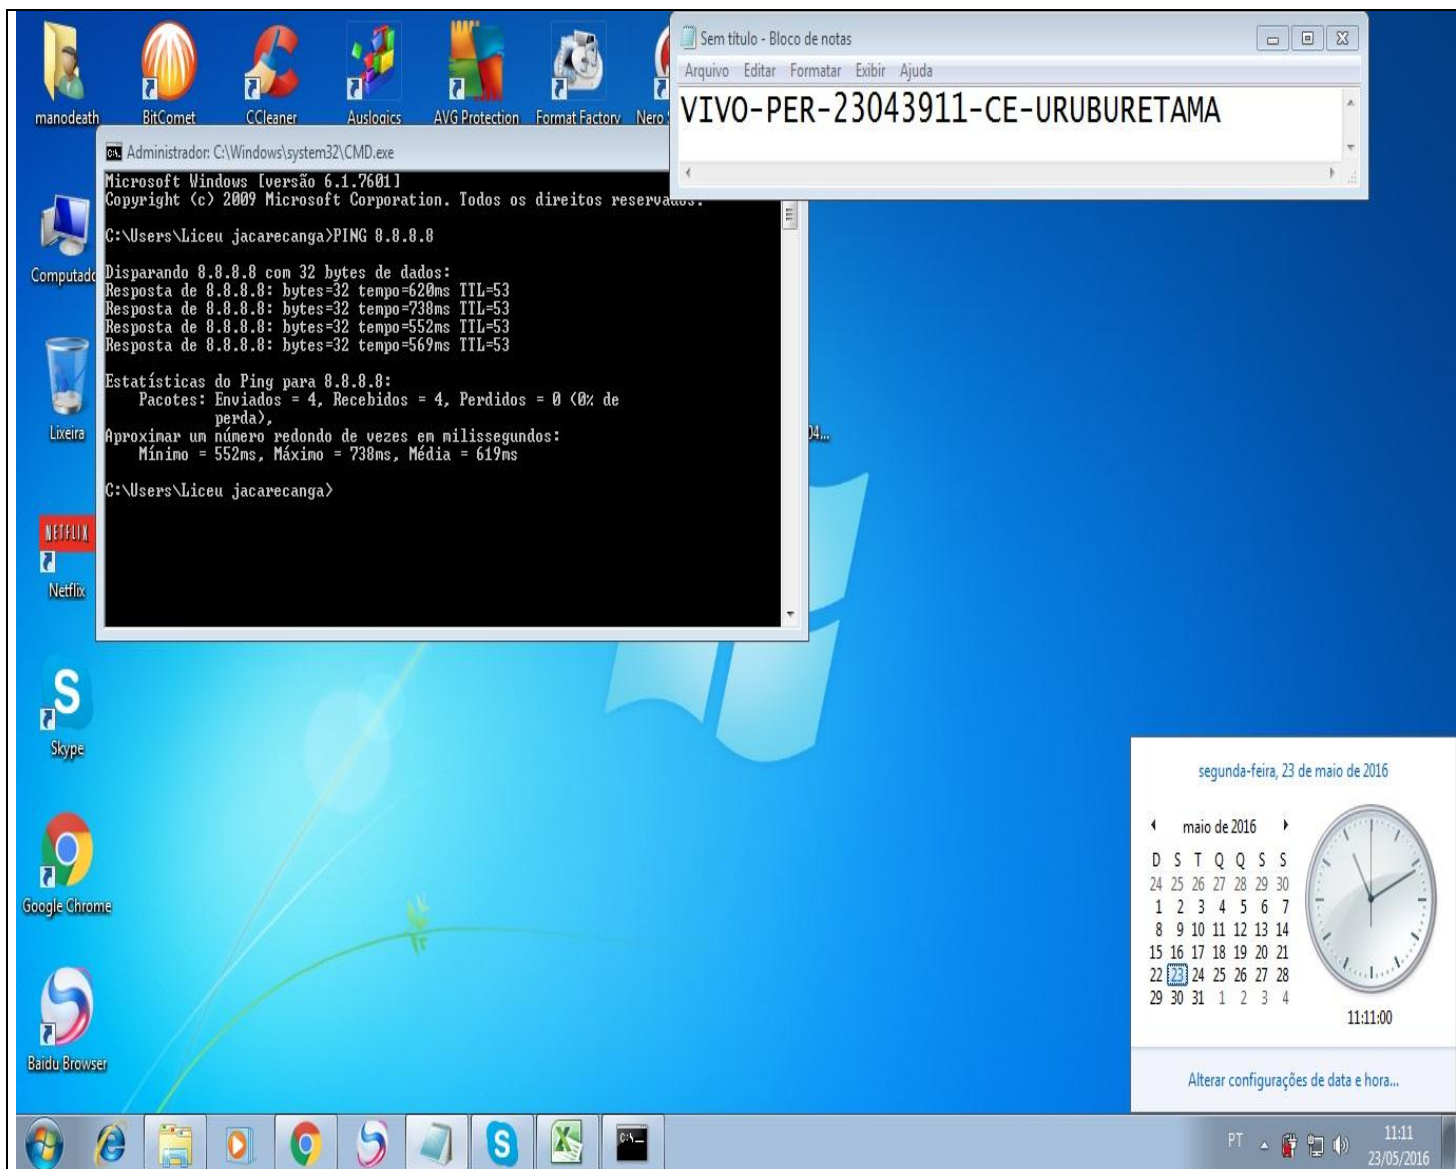 manodeath
BitComet
CCleaner
Auslogics
AVG Protection
Format Factory
Nero
Sem título - Bloco de notas
Arquivo Editar Formatar Exibir Ajuda
VIVO-PER-23043911-CE-URUBURETAMA
Administrador: C:\Windows\system32\CMD.exe
Microsoft Windows [versão 6.1.7601]
Copyright (c) 2009 Microsoft Corporation. Todos os direitos reservados.
C:\Users\Liceu jacarecanga>PING 8.8.8.8
Disparando 8.8.8.8 com 32 bytes de dados:
Resposta de 8.8.8.8: bytes=32 tempo=620ms TTL=53
Resposta de 8.8.8.8: bytes=32 tempo=738ms TTL=53
Resposta de 8.8.8.8: bytes=32 tempo=552ms TTL=53
Resposta de 8.8.8.8: bytes=32 tempo=569ms TTL=53
Estatísticas do Ping para 8.8.8.8:
Pacotes: Enviados = 4, Recebidos = 4, Perdidos = 0 (0% de
perda),
Aproximar um número redondo de vezes em milissegundos:
Mínimo = 552ms, Máximo = 738ms, Média = 619ms
C:\Users\Liceu jacarecanga>
Computado
Lixeira
04...
NETFLIX
Netflix
S
Skype
Google Chrome
Baidu Browser
segunda-feira, 23 de maio de 2016
maio de 2016
D S T Q Q S S
24 25 26 27 28 29 30
1 2 3 4 5 6 7
8 9 10 11 12 13 14
15 16 17 18 19 20 21
22 23 24 25 26 27 28
29 30 31 1 2 3 4
11:11:00
Alterar configurações de data e hora...
S
C:\_
PT
11:11
23/05/2016